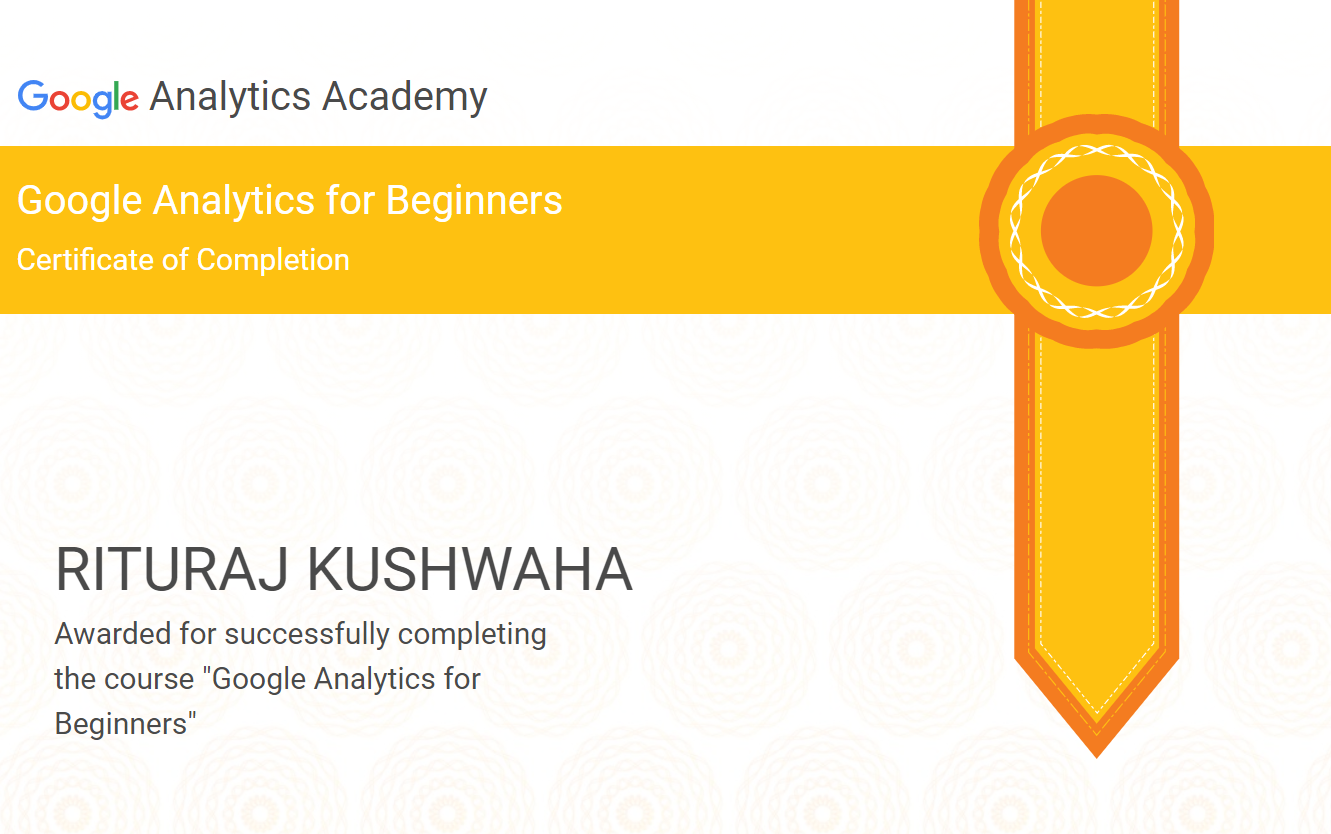 Google Analytics Academy
Google Analytics for Beginners
Certificate of Completion
RITURAJ KUSHWAHA
Awarded for successfully completing
the course "Google Analytics for
Beginners"